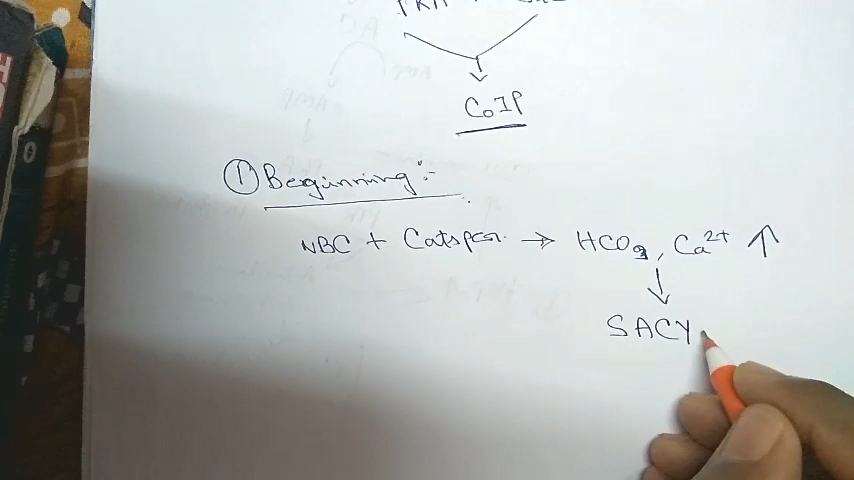 CoIP
① Beginning :-
NBC + Catsper → HCO3, Ca2+ ↑
↓
SACY